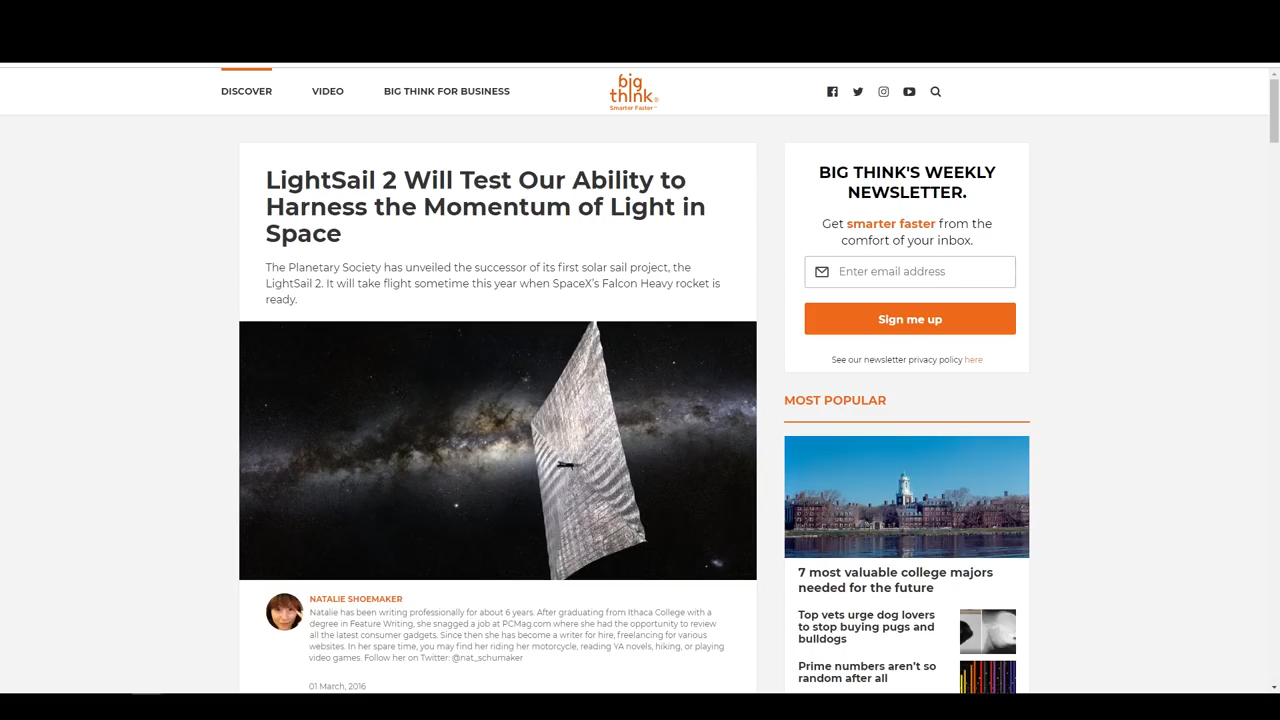 DISCOVER
VIDEO
BIG THINK FOR BUSINESS
big
think®
Smarter Faster™
LightSail 2 Will Test Our Ability to
Harness the Momentum of Light in
Space
The Planetary Society has unveiled the successor of its first solar sail project, the
LightSail 2. It will take flight sometime this year when SpaceX's Falcon Heavy rocket is
ready.
NATALIE SHOEMAKER
Natalie has been writing professionally for about 6 years. After graduating from Ithaca College with a
degree in Feature Writing, she snagged a job at PCMag.com where she had the opportunity to review
all the latest consumer gadgets. Since then she has become a writer for hire, freelancing for various
websites. In her spare time, you may find her riding her motorcycle, reading YA novels, hiking, or playing
video games. Follow her on Twitter: @nat_schumaker
01 March, 2016
BIG THINK'S WEEKLY
NEWSLETTER.
Get smarter faster from the
comfort of your inbox.
Enter email address
Sign me up
See our newsletter privacy policy here
MOST POPULAR
7 most valuable college majors
needed for the future
Top vets urge dog lovers
to stop buying pugs and
bulldogs
Prime numbers aren't so
random after all